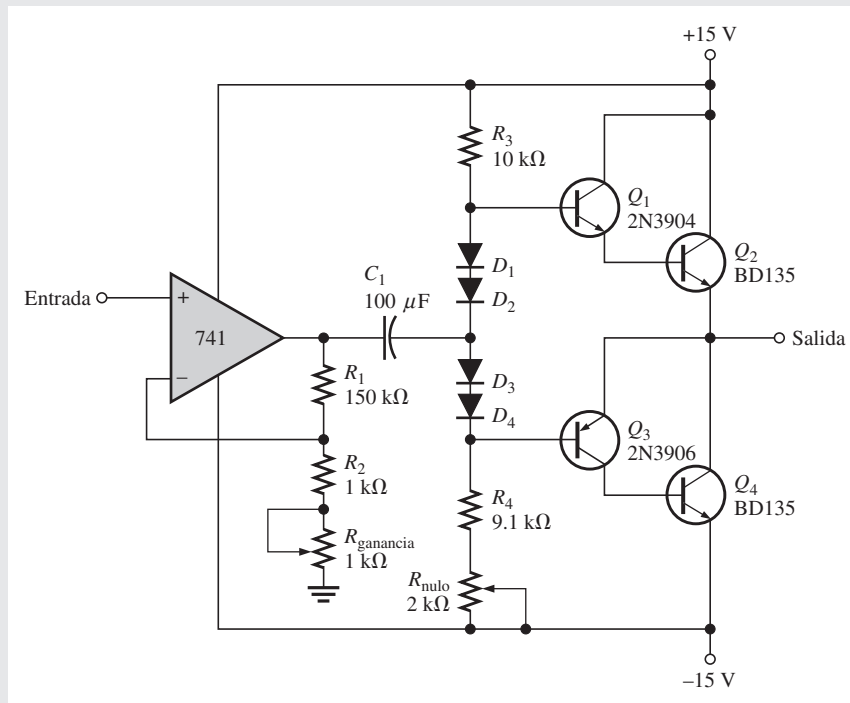 +15 V
R3
10 kΩ
Q1
2N3904
Q2
BD135
C1
100 μF
D1
D2
Entrada
+
741
−
Salida
R1
150 kΩ
D3
D4
Q3
2N3906
Q4
BD135
R2
1 kΩ
R4
9.1 kΩ
Rganancia
1 kΩ
Rnulo
2 kΩ
–15 V